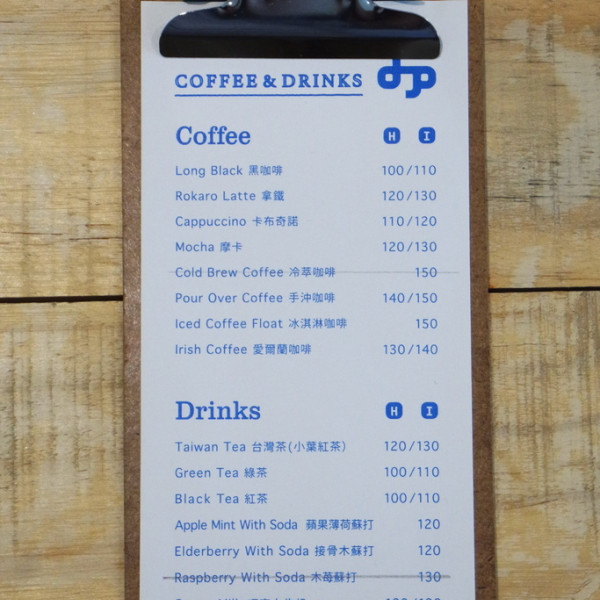 COFFEE & DRINKS dp
Coffee H I
Long Black 黑咖啡 100/110
Rokaro Latte 拿鐵 120/130
Cappuccino 卡布奇諾 110/120
Mocha 摩卡 120/130
Cold Brew Coffee 冷萃咖啡 150
Pour Over Coffee 手沖咖啡 140/150
Iced Coffee Float 冰淇淋咖啡 150
Irish Coffee 愛爾蘭咖啡 130/140
Drinks H I
Taiwan Tea 台灣茶(小葉紅茶) 120/130
Green Tea 綠茶 100/110
Black Tea 紅茶 100/110
Apple Mint With Soda 蘋果薄荷蘇打 120
Elderberry With Soda 接骨木蘇打 120
Raspberry With Soda 木莓蘇打 130